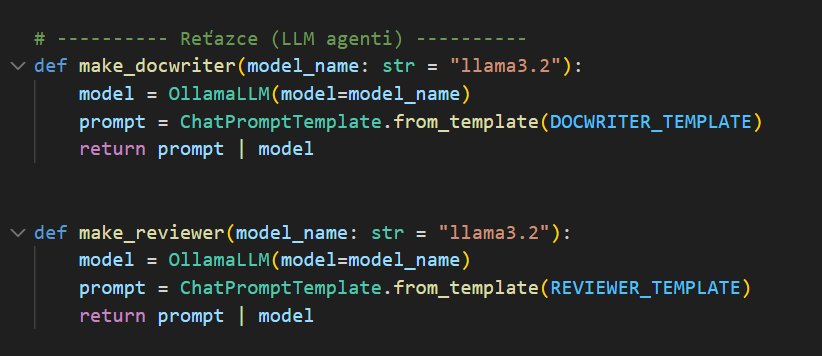 # ---------- Reťazce (LLM agenti) ----------
def make_docwriter(model_name: str = "llama3.2"):
    model = OllamaLLM(model=model_name)
    prompt = ChatPromptTemplate.from_template(DOCWRITER_TEMPLATE)
    return prompt | model
def make_reviewer(model_name: str = "llama3.2"):
    model = OllamaLLM(model=model_name)
    prompt = ChatPromptTemplate.from_template(REVIEWER_TEMPLATE)
    return prompt | model